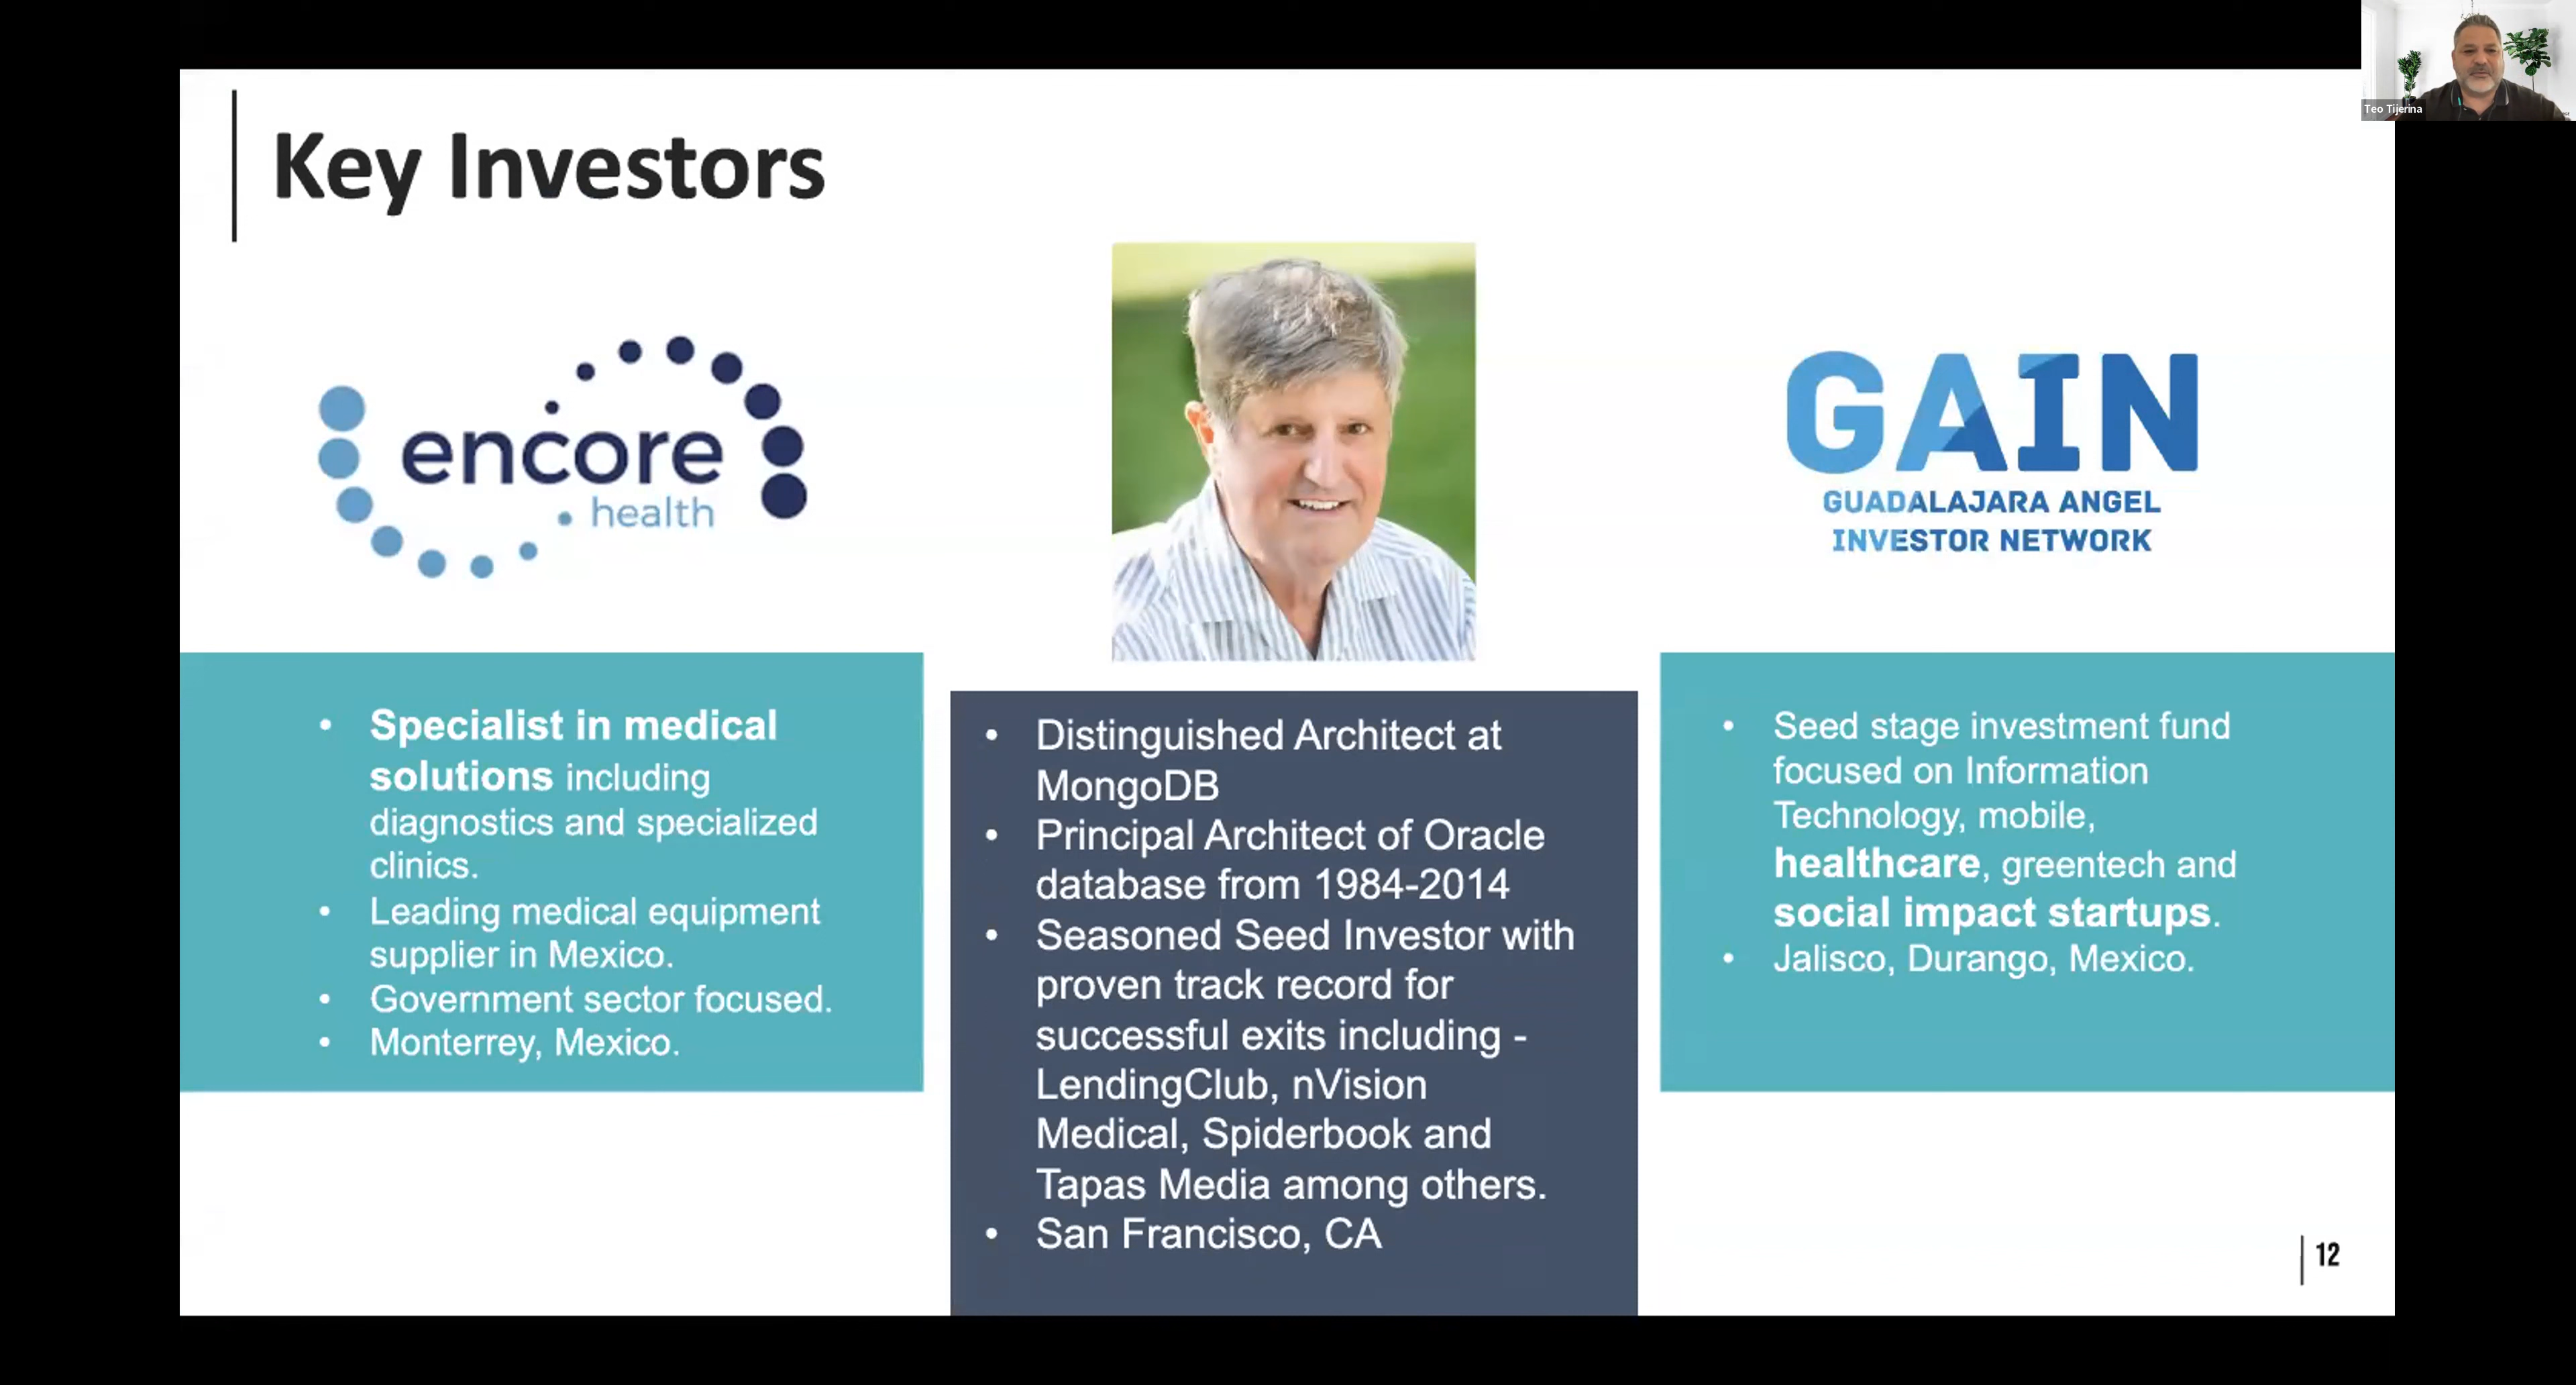 Teo Tijerina
Key Investors
encore
health
• Specialist in medical
solutions including
diagnostics and specialized
clinics.
• Leading medical equipment
supplier in Mexico.
• Government sector focused.
• Monterrey, Mexico.
• Distinguished Architect at
MongoDB
• Principal Architect of Oracle
database from 1984-2014
• Seasoned Seed Investor with
proven track record for
successful exits including -
LendingClub, nVision
Medical, Spiderbook and
Tapas Media among others.
• San Francisco, CA
GAIN
GUADALAJARA ANGEL
INVESTOR NETWORK
• Seed stage investment fund
focused on Information
Technology, mobile,
healthcare, greentech and
social impact startups.
• Jalisco, Durango, Mexico.
12